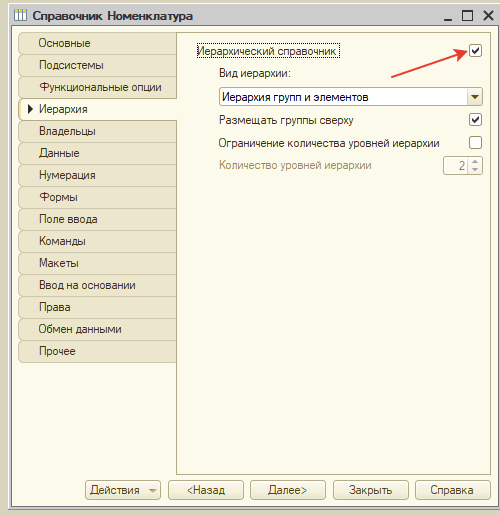 Справочник Номенклатура
Основные
Подсистемы
Функциональные опции
Иерархия
Владельцы
Данные
Нумерация
Формы
Поле ввода
Команды
Макеты
Ввод на основании
Права
Обмен данными
Прочее
Иерархический справочник
Вид иерархии:
Иерархия групп и элементов
Размещать группы сверху
Ограничение количества уровней иерархии
Количество уровней иерархии 2
Действия <Назад Далее> Закрыть Справка